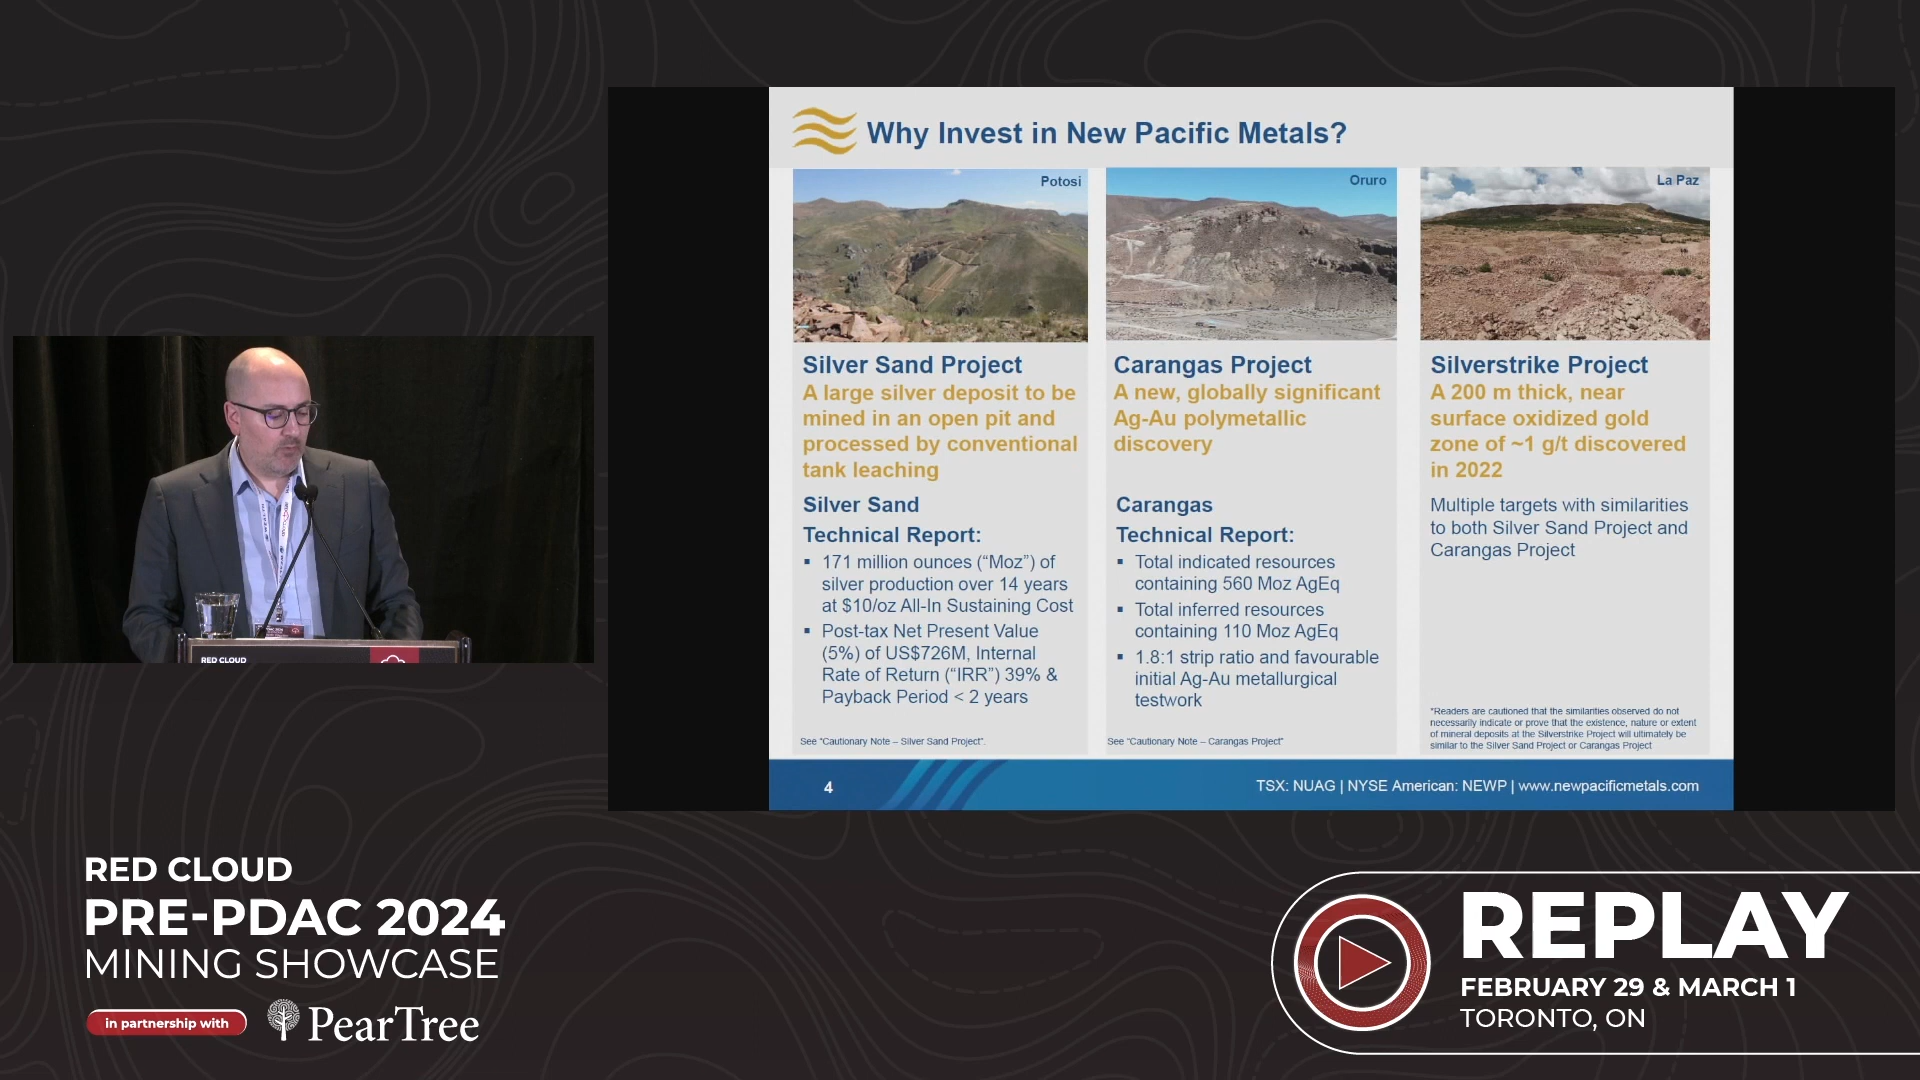 Why Invest in New Pacific Metals?
Potosi
Silver Sand Project
A large silver deposit to be
mined in an open pit and
processed by conventional
tank leaching
Silver Sand
Technical Report:
▪ 171 million ounces (“Moz”) of
silver production over 14 years
at $10/oz All-In Sustaining Cost
▪ Post-tax Net Present Value
(5%) of US$726M, Internal
Rate of Return (“IRR”) 39% &
Payback Period < 2 years
See “Cautionary Note – Silver Sand Project”.
Oruro
Carangas Project
A new, globally significant
Ag-Au polymetallic
discovery
Carangas
Technical Report:
▪ Total indicated resources
containing 560 Moz AgEq
▪ Total inferred resources
containing 110 Moz AgEq
▪ 1.8:1 strip ratio and favourable
initial Ag-Au metallurgical
testwork
See “Cautionary Note – Carangas Project”
La Paz
Silverstrike Project
A 200 m thick, near
surface oxidized gold
zone of ~1 g/t discovered
in 2022
Multiple targets with similarities
to both Silver Sand Project and
Carangas Project
*Readers are cautioned that the similarities observed do not
necessarily indicate or prove that the existence, nature or extent
of mineral deposits at the Silverstrike Project will ultimately be
similar to the Silver Sand Project or Carangas Project
4
TSX: NUAG | NYSE American: NEWP | www.newpacificmetals.com
RED CLOUD
RED CLOUD
PRE-PDAC 2024
MINING SHOWCASE
in partnership with
PearTree
REPLAY
FEBRUARY 29 & MARCH 1
TORONTO, ON